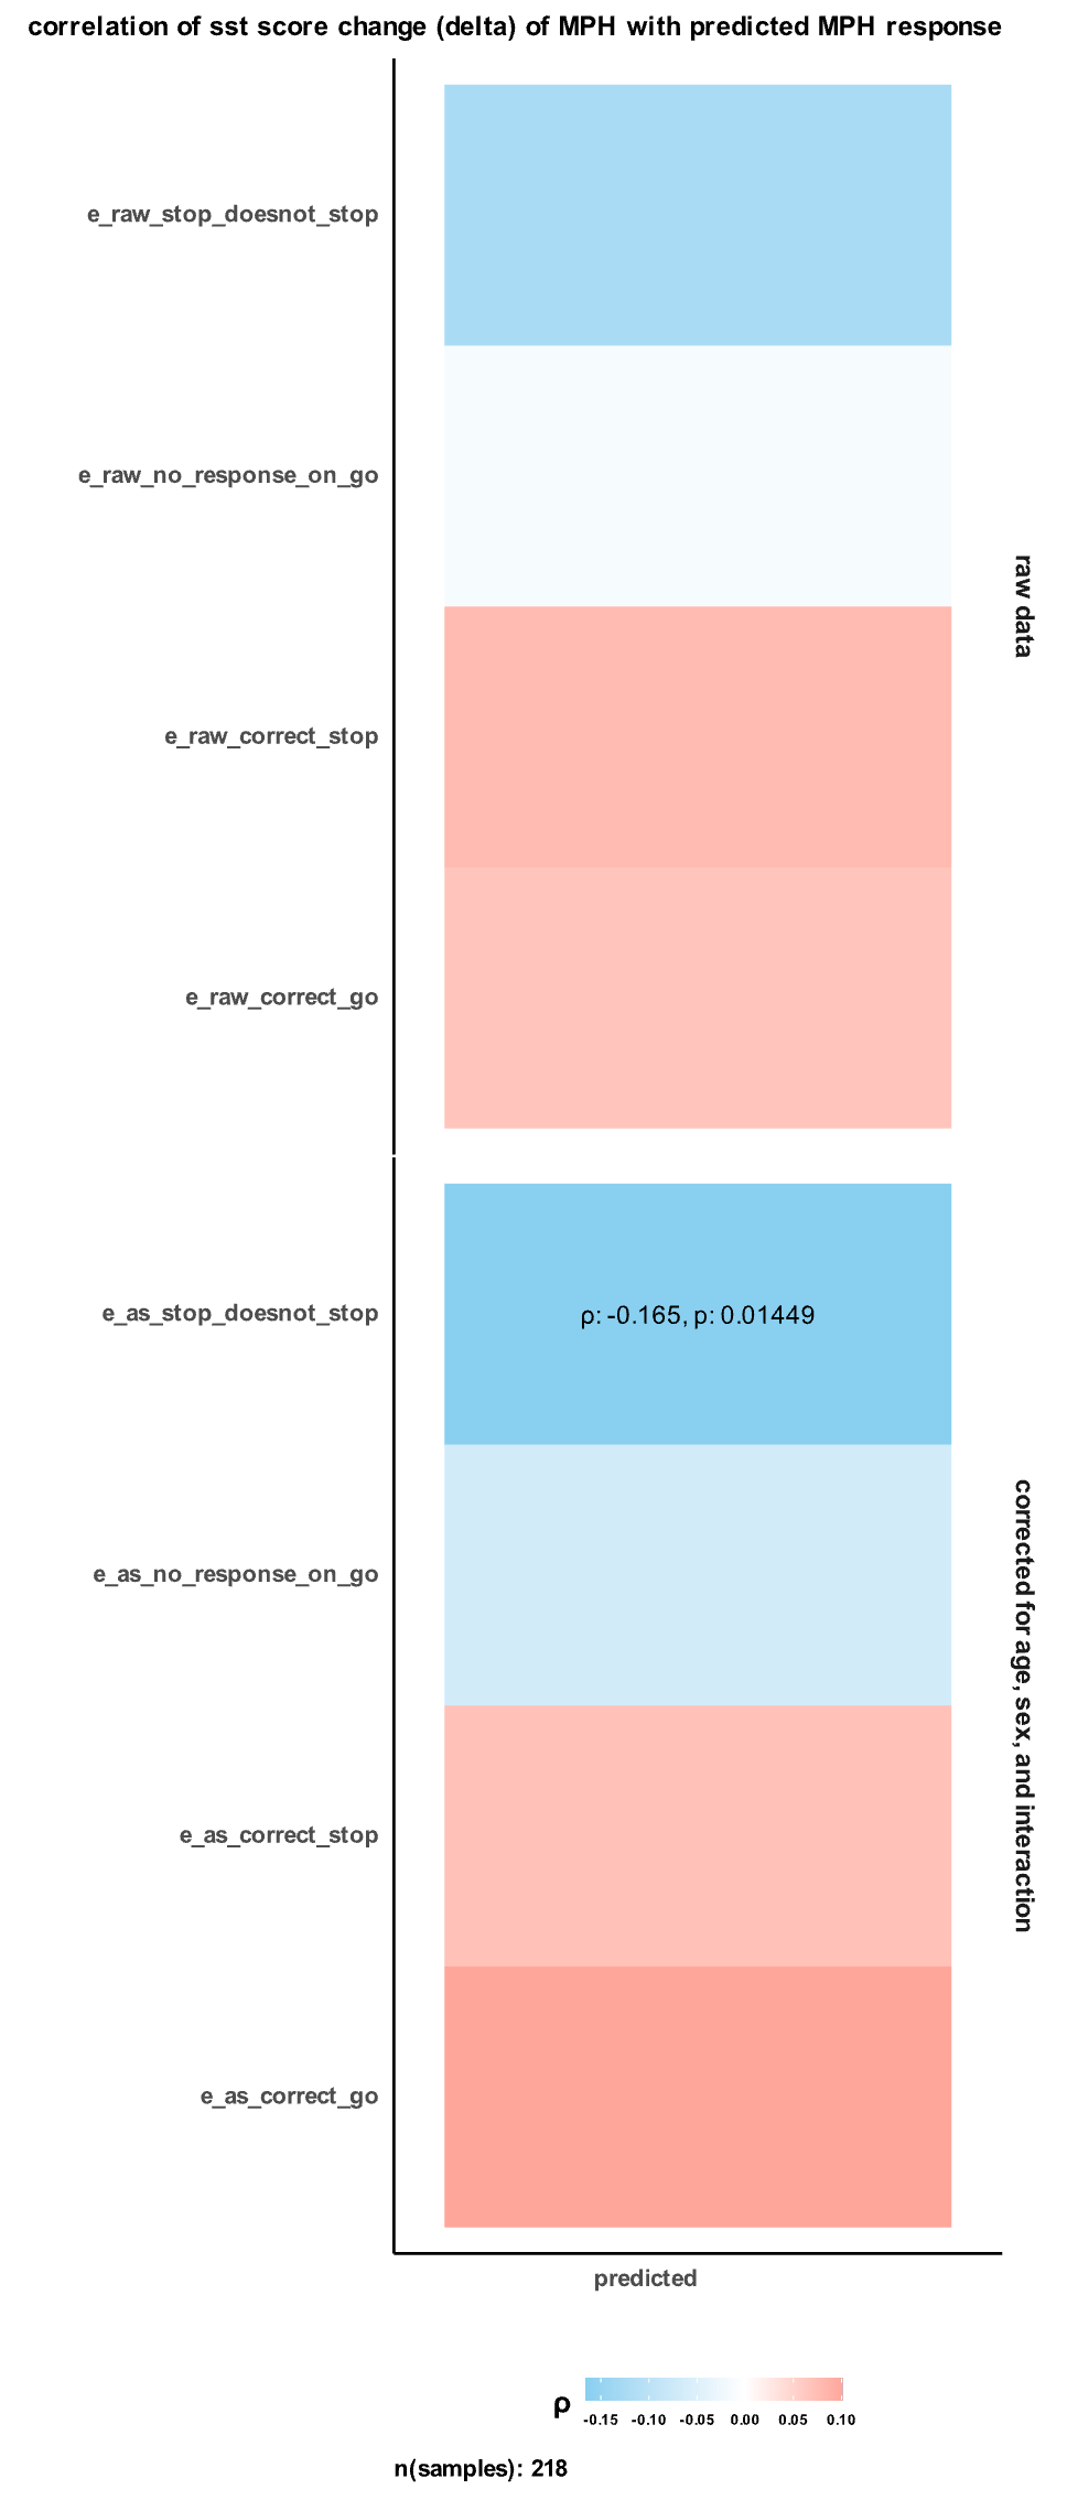 correlation of sst score change (delta) of MPH with predicted MPH response
e_raw_stop_doesnot_stop
e_raw_no_response_on_go
e_raw_correct_stop
e_raw_correct_go
raw data
e_as_stop_doesnot_stop
ρ: -0.165, p: 0.01449
e_as_no_response_on_go
e_as_correct_stop
e_as_correct_go
corrected for age, sex, and interaction
predicted
ρ
-0.15 -0.10 -0.05 0.00 0.05 0.10
n(samples): 218